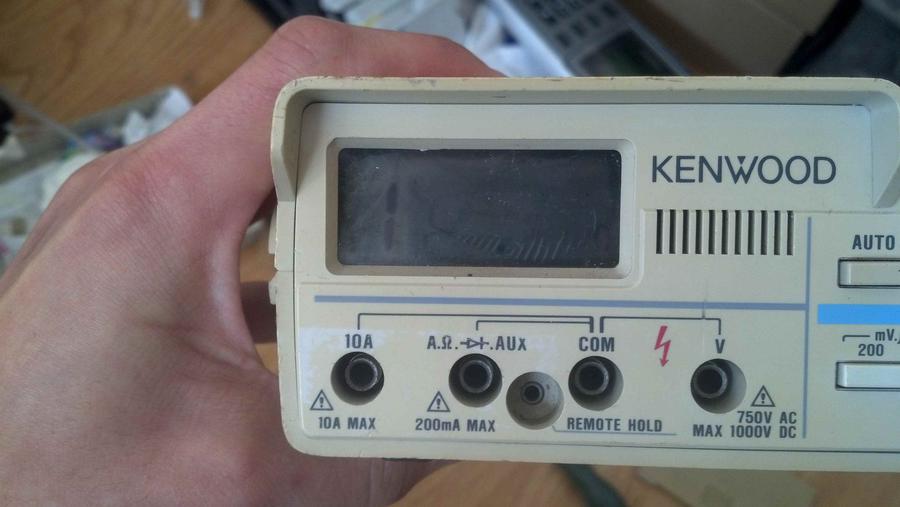 KENWOOD
AUTO
10A
A.Ω.
.AUX
COM
V
mV.
200
10A MAX
200mA MAX
REMOTE HOLD
750V AC
MAX 1000V DC